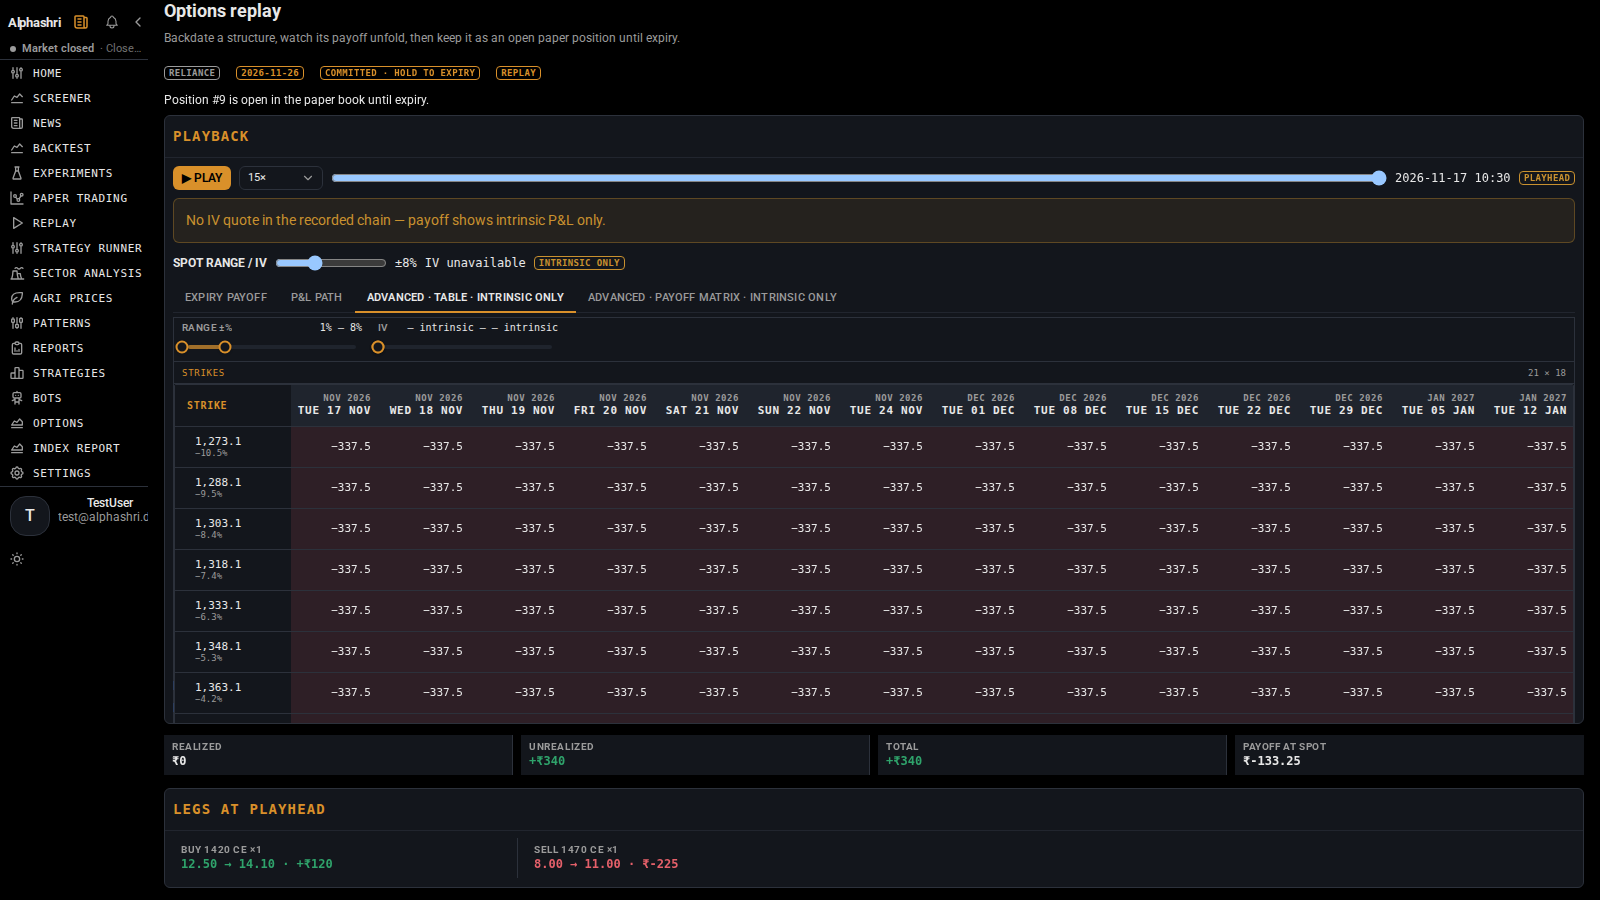 Alphashri
Market closed · Close…
HOME
SCREENER
NEWS
BACKTEST
EXPERIMENTS
PAPER TRADING
REPLAY
STRATEGY RUNNER
SECTOR ANALYSIS
AGRI PRICES
PATTERNS
REPORTS
STRATEGIES
BOTS
OPTIONS
INDEX REPORT
SETTINGS
T
TestUser
test@alphashri.d
Options replay
Backdate a structure, watch its payoff unfold, then keep it as an open paper position until expiry.
RELIANCE 2026-11-26 COMMITTED · HOLD TO EXPIRY REPLAY
Position #9 is open in the paper book until expiry.
PLAYBACK
▶ PLAY 15× 2026-11-17 10:30 PLAYHEAD
No IV quote in the recorded chain — payoff shows intrinsic P&L only.
SPOT RANGE / IV ±8% IV unavailable INTRINSIC ONLY
EXPIRY PAYOFF P&L PATH ADVANCED · TABLE · INTRINSIC ONLY ADVANCED · PAYOFF MATRIX · INTRINSIC ONLY
RANGE ±% 1% — 8% IV — intrinsic — — intrinsic
STRIKES 21 × 18
NOV 2026 NOV 2026 NOV 2026 NOV 2026 NOV 2026 NOV 2026 NOV 2026 DEC 2026 DEC 2026 DEC 2026 DEC 2026 DEC 2026 JAN 2027 JAN 2027
STRIKE TUE 17 NOV WED 18 NOV THU 19 NOV FRI 20 NOV SAT 21 NOV SUN 22 NOV TUE 24 NOV TUE 01 DEC TUE 08 DEC TUE 15 DEC TUE 22 DEC TUE 29 DEC TUE 05 JAN TUE 12 JAN
1,273.1 −337.5 −337.5 −337.5 −337.5 −337.5 −337.5 −337.5 −337.5 −337.5 −337.5 −337.5 −337.5 −337.5 −337.5
−10.5%
1,288.1 −337.5 −337.5 −337.5 −337.5 −337.5 −337.5 −337.5 −337.5 −337.5 −337.5 −337.5 −337.5 −337.5 −337.5
−9.5%
1,303.1 −337.5 −337.5 −337.5 −337.5 −337.5 −337.5 −337.5 −337.5 −337.5 −337.5 −337.5 −337.5 −337.5 −337.5
−8.4%
1,318.1 −337.5 −337.5 −337.5 −337.5 −337.5 −337.5 −337.5 −337.5 −337.5 −337.5 −337.5 −337.5 −337.5 −337.5
−7.4%
1,333.1 −337.5 −337.5 −337.5 −337.5 −337.5 −337.5 −337.5 −337.5 −337.5 −337.5 −337.5 −337.5 −337.5 −337.5
−6.3%
1,348.1 −337.5 −337.5 −337.5 −337.5 −337.5 −337.5 −337.5 −337.5 −337.5 −337.5 −337.5 −337.5 −337.5 −337.5
−5.3%
1,363.1 −337.5 −337.5 −337.5 −337.5 −337.5 −337.5 −337.5 −337.5 −337.5 −337.5 −337.5 −337.5 −337.5 −337.5
−4.2%
REALIZED UNREALIZED TOTAL PAYOFF AT SPOT
₹0 +₹340 +₹340 ₹-133.25
LEGS AT PLAYHEAD
BUY 1420 CE ×1 SELL 1470 CE ×1
12.50 → 14.10 · +₹120 8.00 → 11.00 · ₹-225